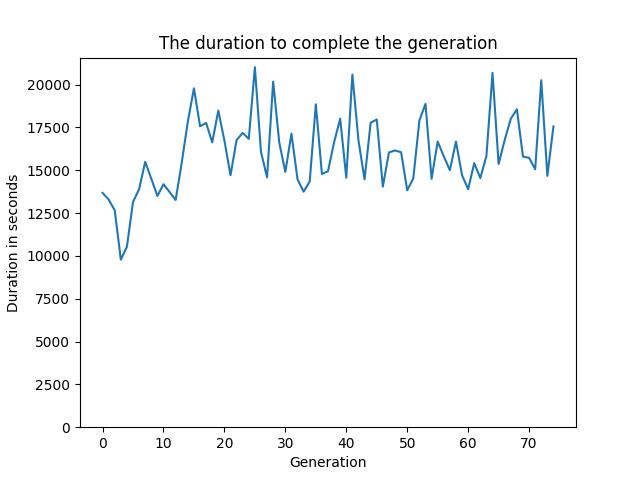 The duration to complete the generation
20000
17500
15000
12500
10000
7500
5000
2500
0
Duration in seconds
0 10 20 30 40 50 60 70
Generation